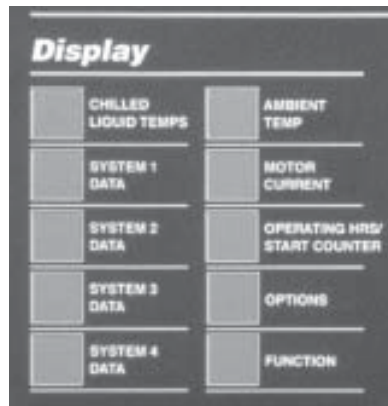 Display
CHILLED
LIQUID TEMPS
SYSTEM 1
DATA
SYSTEM 2
DATA
SYSTEM 3
DATA
SYSTEM 4
DATA
AMBIENT
TEMP
MOTOR
CURRENT
OPERATING HRS/
START COUNTER
OPTIONS
FUNCTION